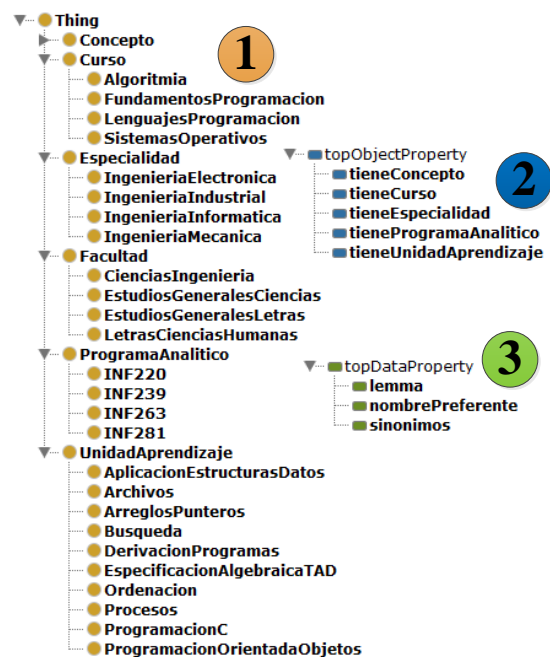 Thing
Concepto
1
Curso
Algoritmia
FundamentosProgramacion
LenguajesProgramacion
SistemasOperativos
Especialidad
IngenieriaElectronica
IngenieriaIndustrial
IngenieriaInformatica
IngenieriaMecanica
Facultad
CienciasIngenieria
EstudiosGeneralesCiencias
EstudiosGeneralesLetras
LetrasCienciasHumanas
ProgramaAnalitico
INF220
INF239
INF263
INF281
UnidadAprendizaje
AplicacionEstructurasDatos
Archivos
ArreglosPunteros
Busqueda
DerivacionProgramas
EspecificacionAlgebraicaTAD
Ordenacion
Procesos
ProgramacionC
ProgramacionOrientadaObjetos
topObjectProperty
2
tieneConcepto
tieneCurso
tieneEspecialidad
tieneProgramaAnalitico
tieneUnidadAprendizaje
topDataProperty
3
lemma
nombrePreferente
sinonimos